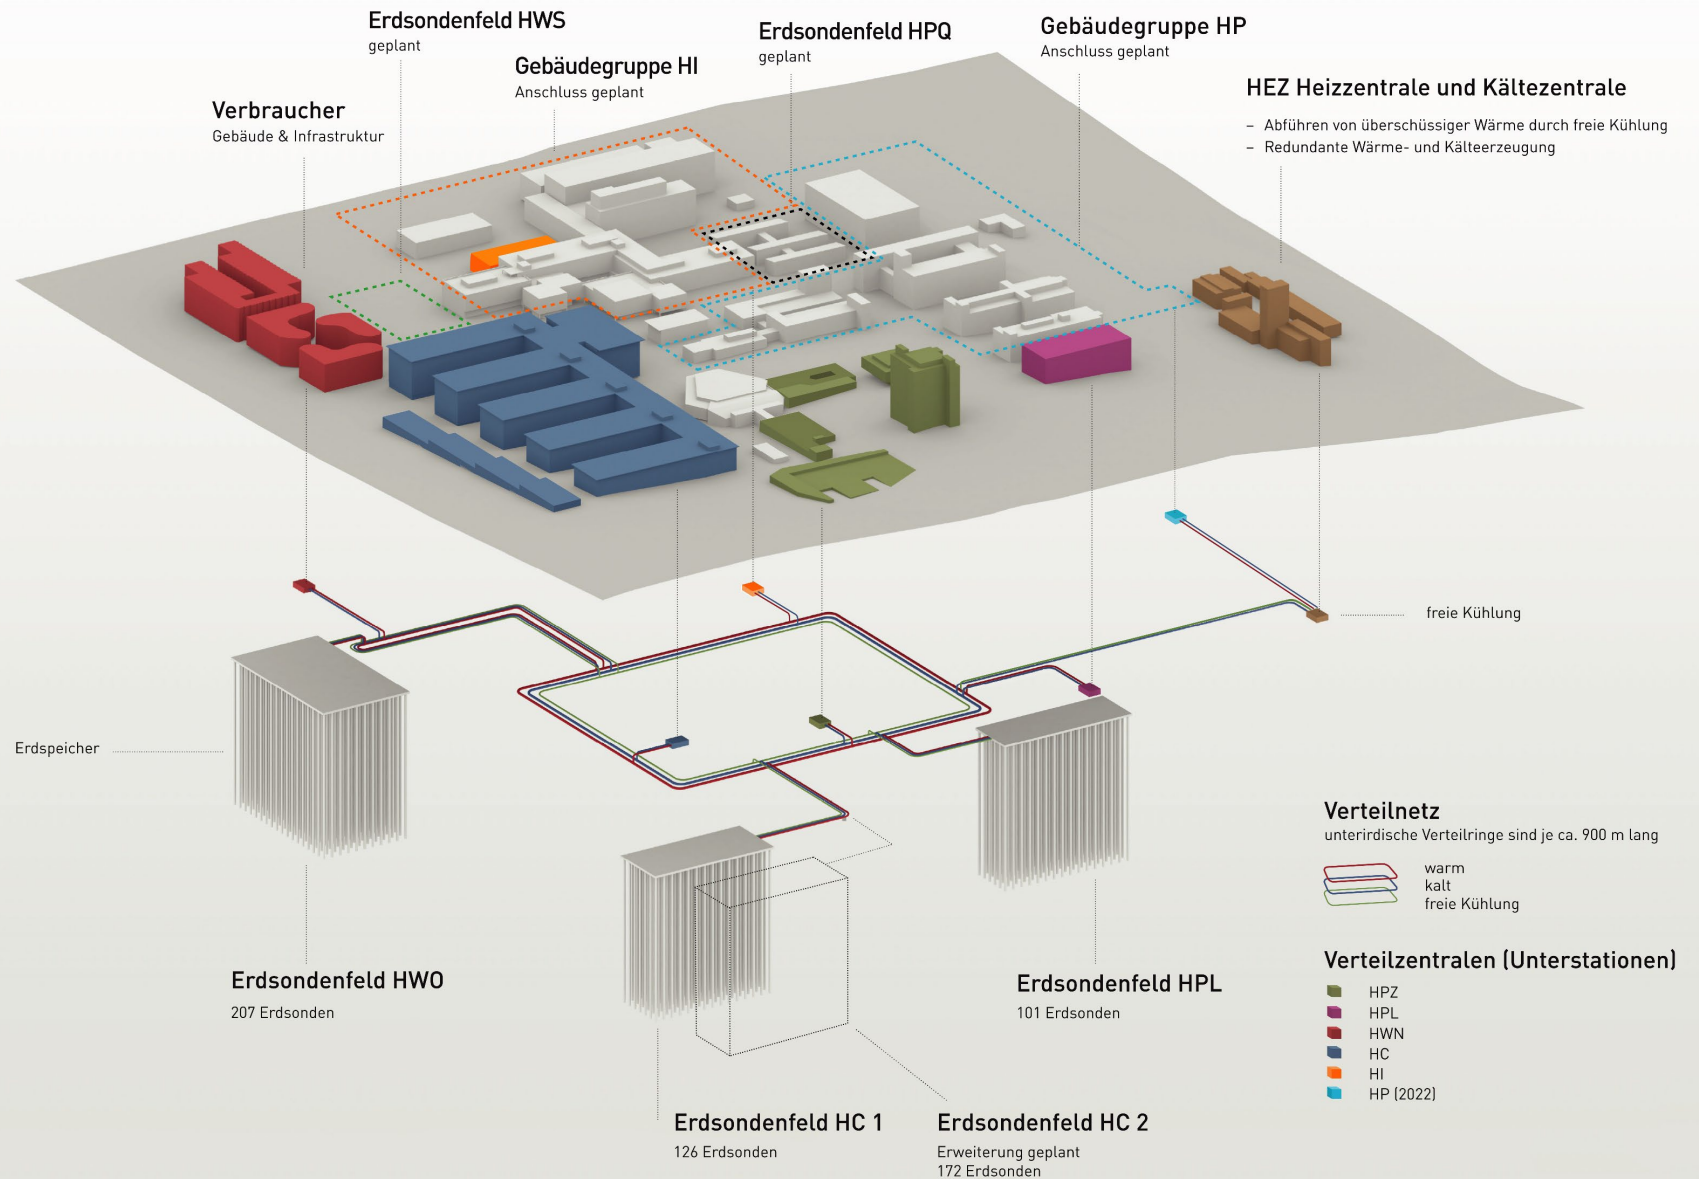 Erdsondenfeld HWS
geplant
Gebäudegruppe HI
Anschluss geplant
Erdsondenfeld HPQ
geplant
Gebäudegruppe HP
Anschluss geplant
Verbraucher
Gebäude & Infrastruktur
HEZ Heizzentrale und Kältezentrale
– Abführen von überschüssiger Wärme durch freie Kühlung
– Redundante Wärme- und Kälteerzeugung
freie Kühlung
Erdspeicher
Verteilnetz
unterirdische Verteilringe sind je ca. 900 m lang
warm
kalt
freie Kühlung
Erdsondenfeld HWO
207 Erdsonden
Erdsondenfeld HPL
101 Erdsonden
Verteilzentralen (Unterstationen)
HPZ
HPL
HWN
HC
HI
HP (2022)
Erdsondenfeld HC 1
126 Erdsonden
Erdsondenfeld HC 2
Erweiterung geplant
172 Erdsonden